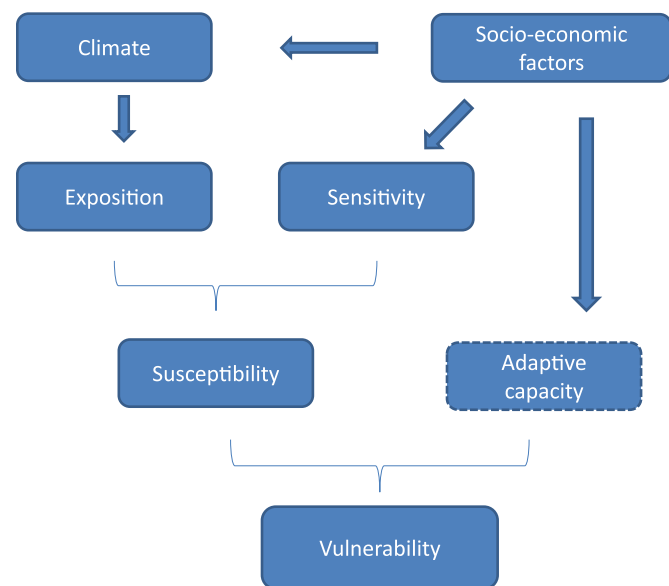 Climate
Socio-economic
factors
Exposition
Sensitivity
Susceptibility
Adaptive
capacity
Vulnerability